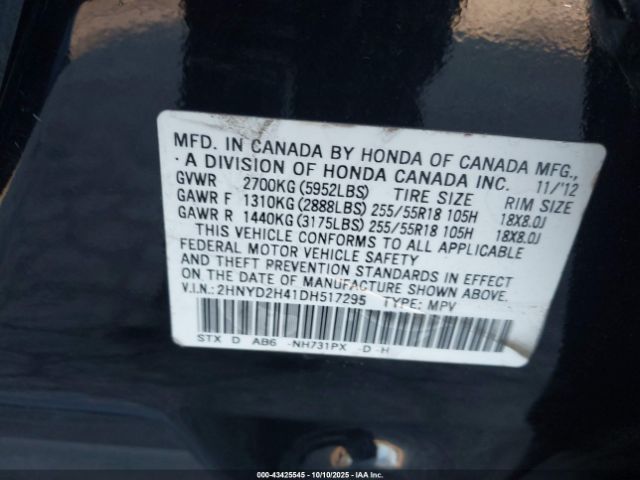 MFD. IN CANADA BY HONDA OF CANADA MFG.,
A DIVISION OF HONDA CANADA INC. 11/'12
GVWR 2700KG (5952LBS) TIRE SIZE RIM SIZE
GAWR F 1310KG (2888LBS) 255/55R18 105H 18X8.0J
GAWR R 1440KG (3175LBS) 255/55R18 105H 18X8.0J
THIS VEHICLE CONFORMS TO ALL APPLICABLE
FEDERAL MOTOR VEHICLE SAFETY
AND THEFT PREVENTION STANDARDS IN EFFECT
ON THE DATE OF MANUFACTURE SHOWN ABOVE.
V.I.N.: 2HNYD2H41DH517295 TYPE: MPV
STX D AB6 -NH731PX -D-H
000-43425545 - 10/10/2025 - IAA Inc.